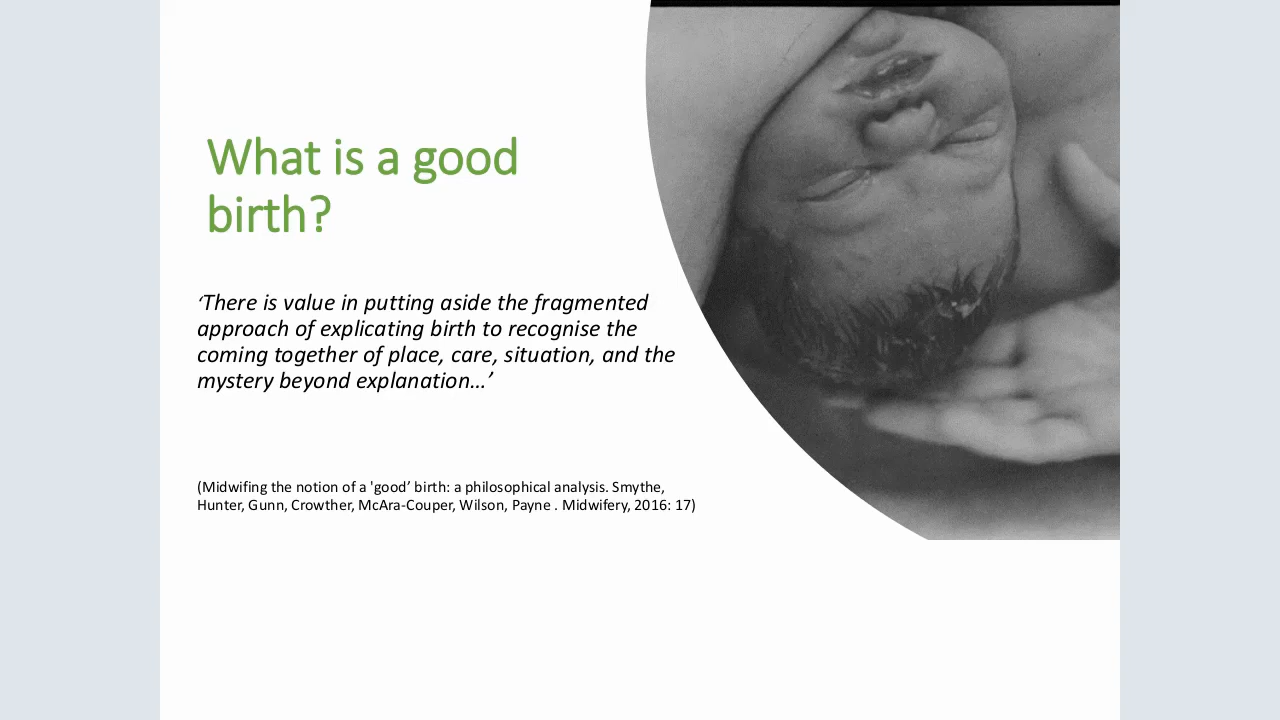 What is a good
birth?
‘There is value in putting aside the fragmented
approach of explicating birth to recognise the
coming together of place, care, situation, and the
mystery beyond explanation…’
(Midwifing the notion of a 'good’ birth: a philosophical analysis. Smythe,
Hunter, Gunn, Crowther, McAra-Couper, Wilson, Payne . Midwifery, 2016: 17)